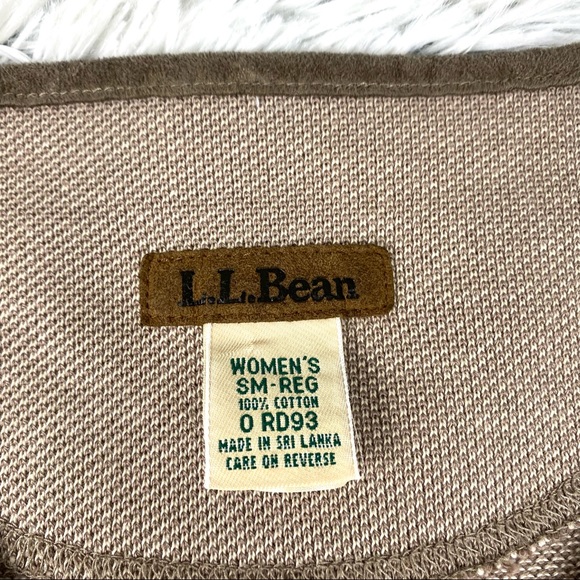 L.L.Bean
WOMEN'S
SM-REG
100% COTTON
0 RD93
MADE IN SRI LANKA
CARE ON REVERSE